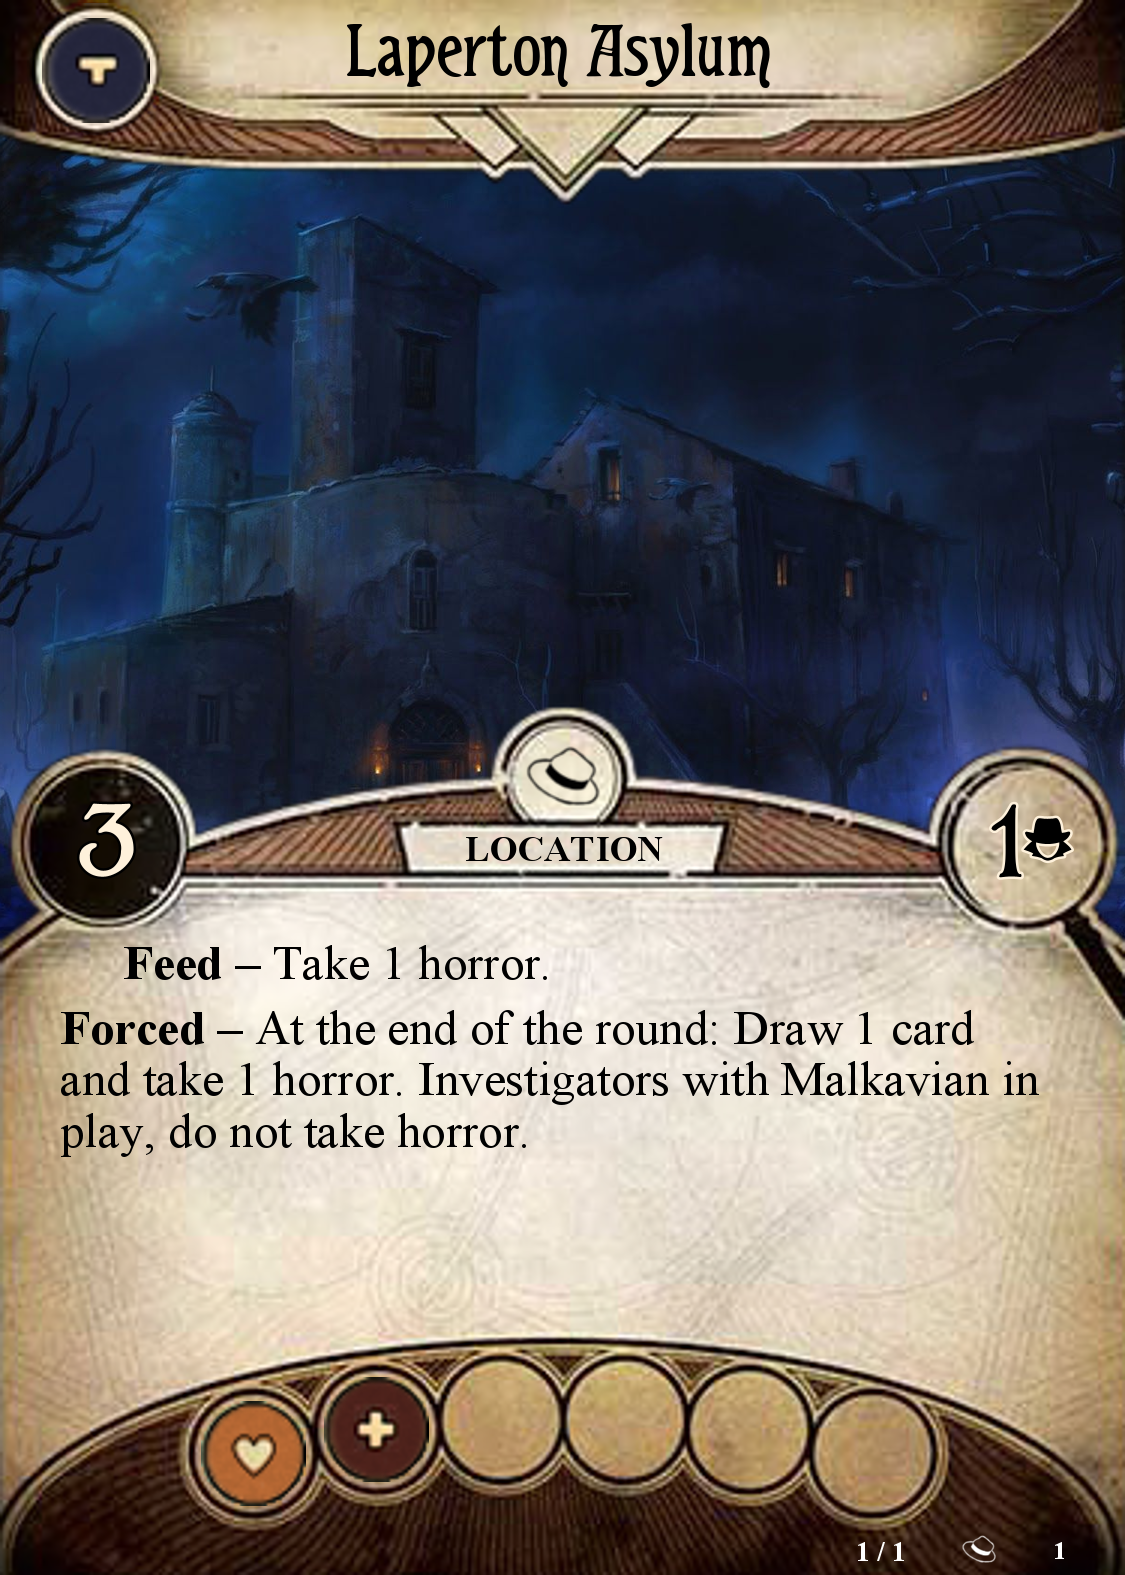 Laperton Asylum
3
LOCATION
1
Feed – Take 1 horror.
Forced – At the end of the round: Draw 1 card
and take 1 horror. Investigators with Malkavian in
play, do not take horror.
1 / 1
1